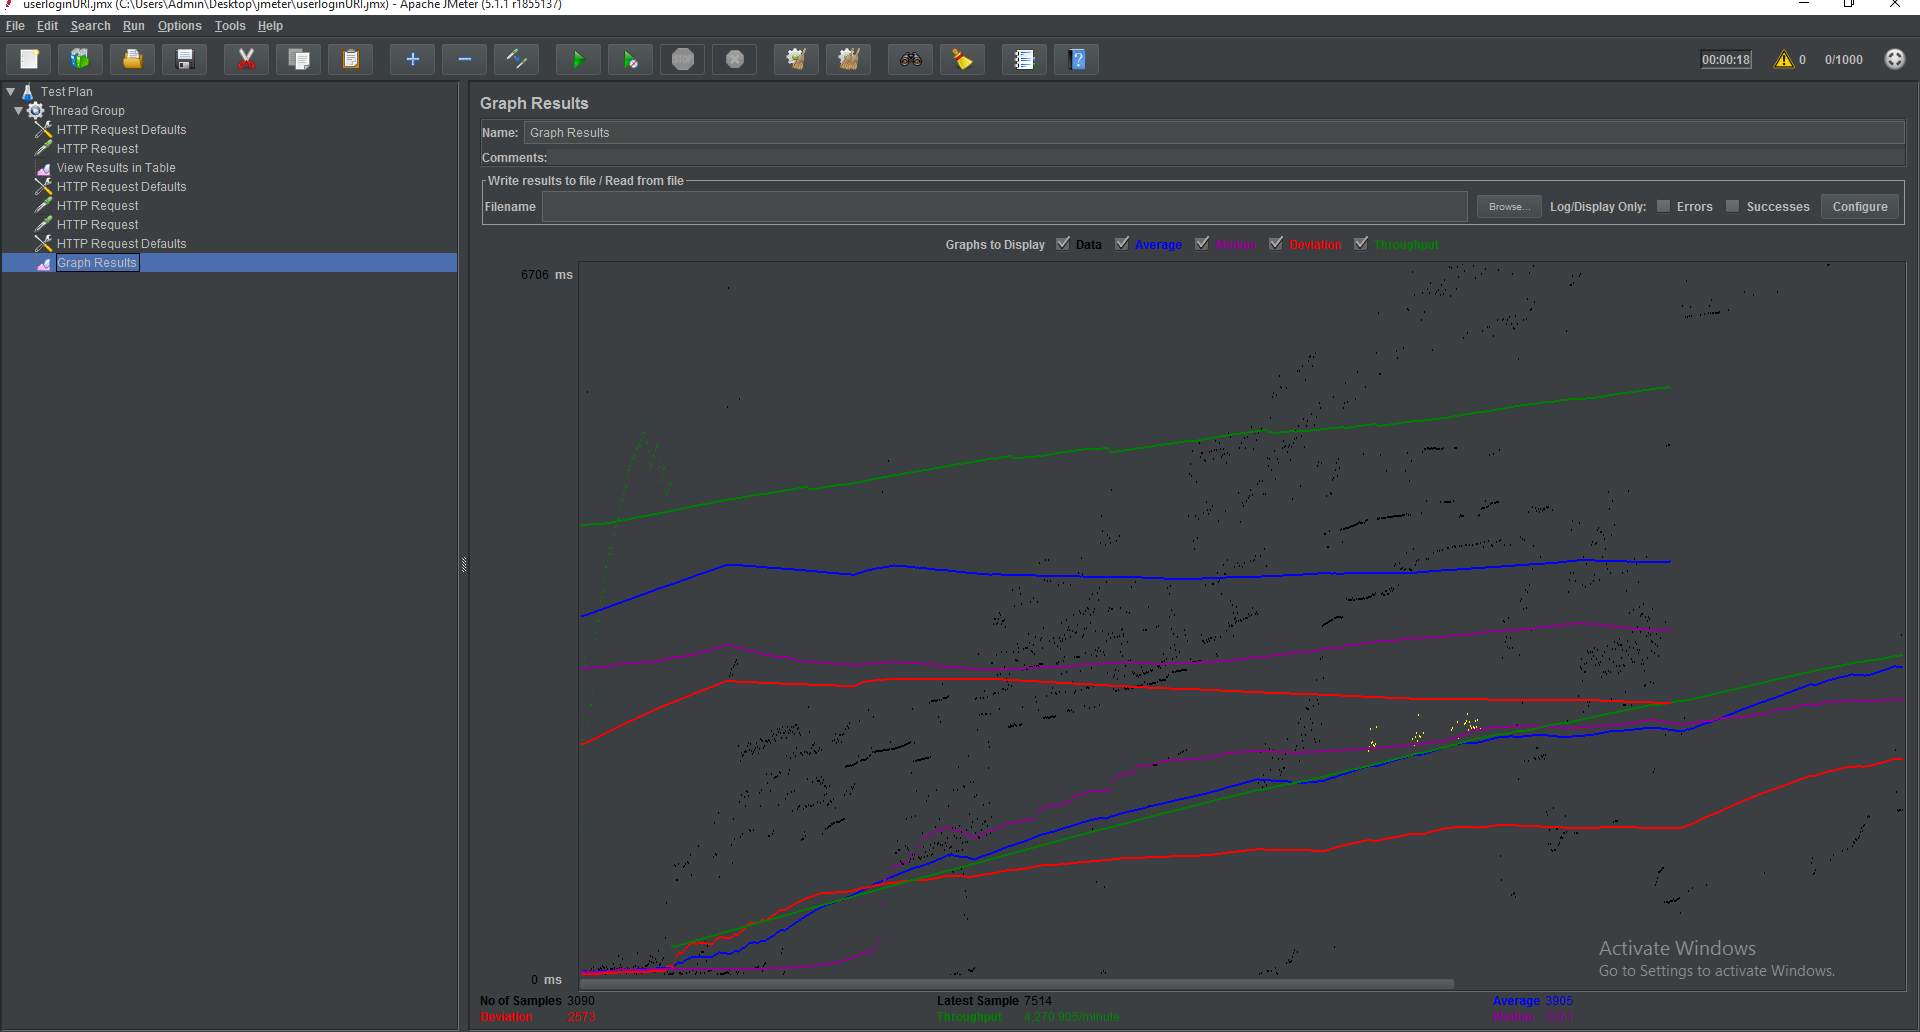 userloginURI.jmx (C:\Users\Admin\Desktop\jmeter\userloginURI.jmx) - Apache JMeter (5.1.1 r1855137)
File Edit Search Run Options Tools Help
STOP
00:00:18 0 0/1000
Test Plan
Thread Group
HTTP Request Defaults
HTTP Request
View Results in Table
HTTP Request Defaults
HTTP Request
HTTP Request
HTTP Request Defaults
Graph Results
Graph Results
Name: Graph Results
Comments:
Write results to file / Read from file
Filename Browse... Log/Display Only: Errors Successes Configure
Graphs to Display Data Average Median Deviation Throughput
6706 ms
0 ms
Activate Windows
Go to Settings to activate Windows.
No of Samples 3090 Latest Sample 7514 Average 3905
Deviation 2573 Throughput 4,270.005/minute Median